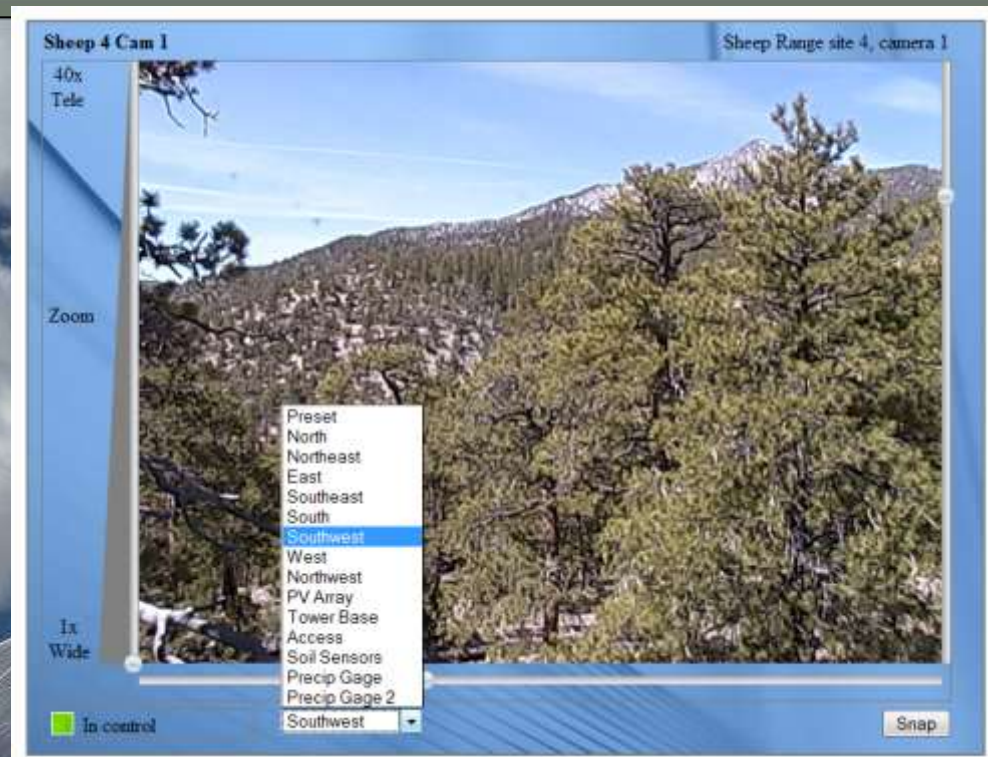 Sheep 4 Cam 1
Sheep Range site 4, camera 1
40x
Tele
Zoom
1x
Wide
Preset
North
Northeast
East
Southeast
South
Southwest
West
Northwest
PV Array
Tower Base
Access
Soil Sensors
Precip Gage
Precip Gage 2
In control
Southwest
Snap